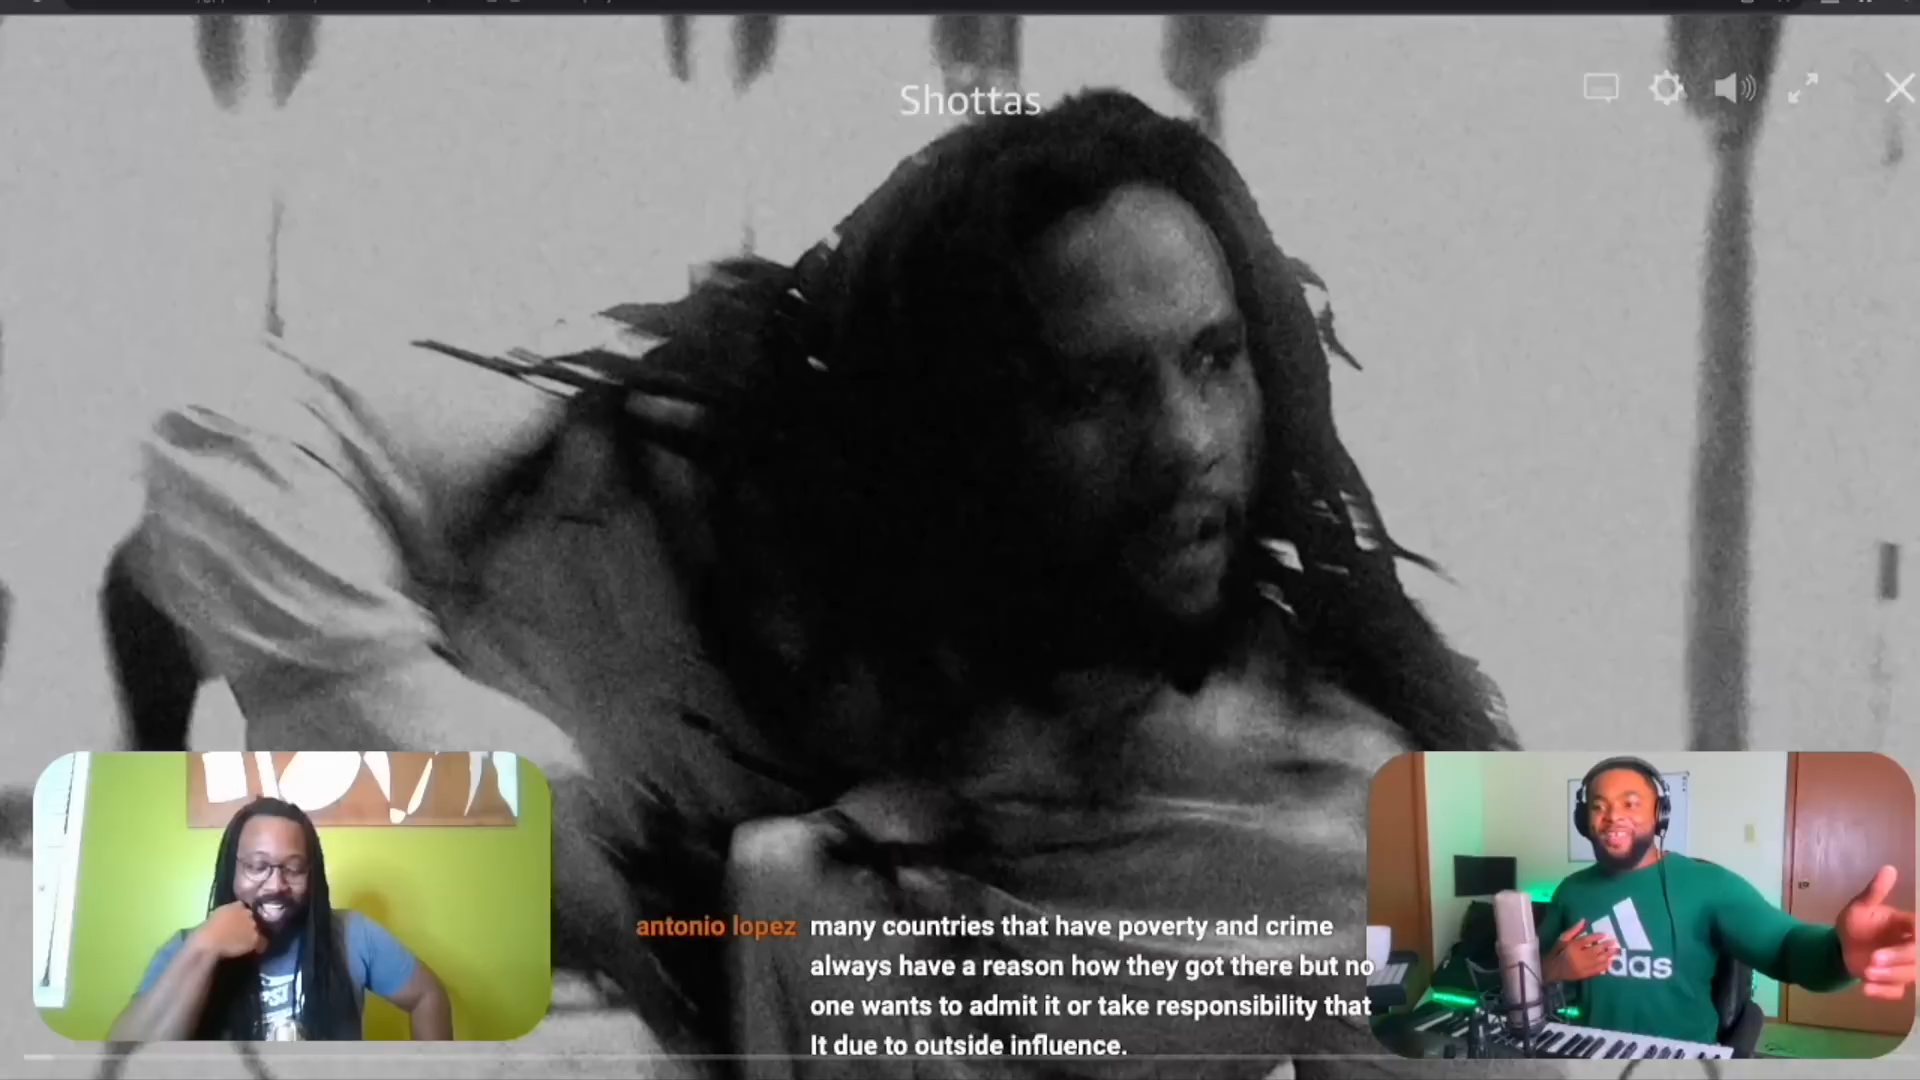 Shottas
antonio lopez many countries that have poverty and crime
always have a reason how they got there but no
one wants to admit it or take responsibility that
It due to outside influence.